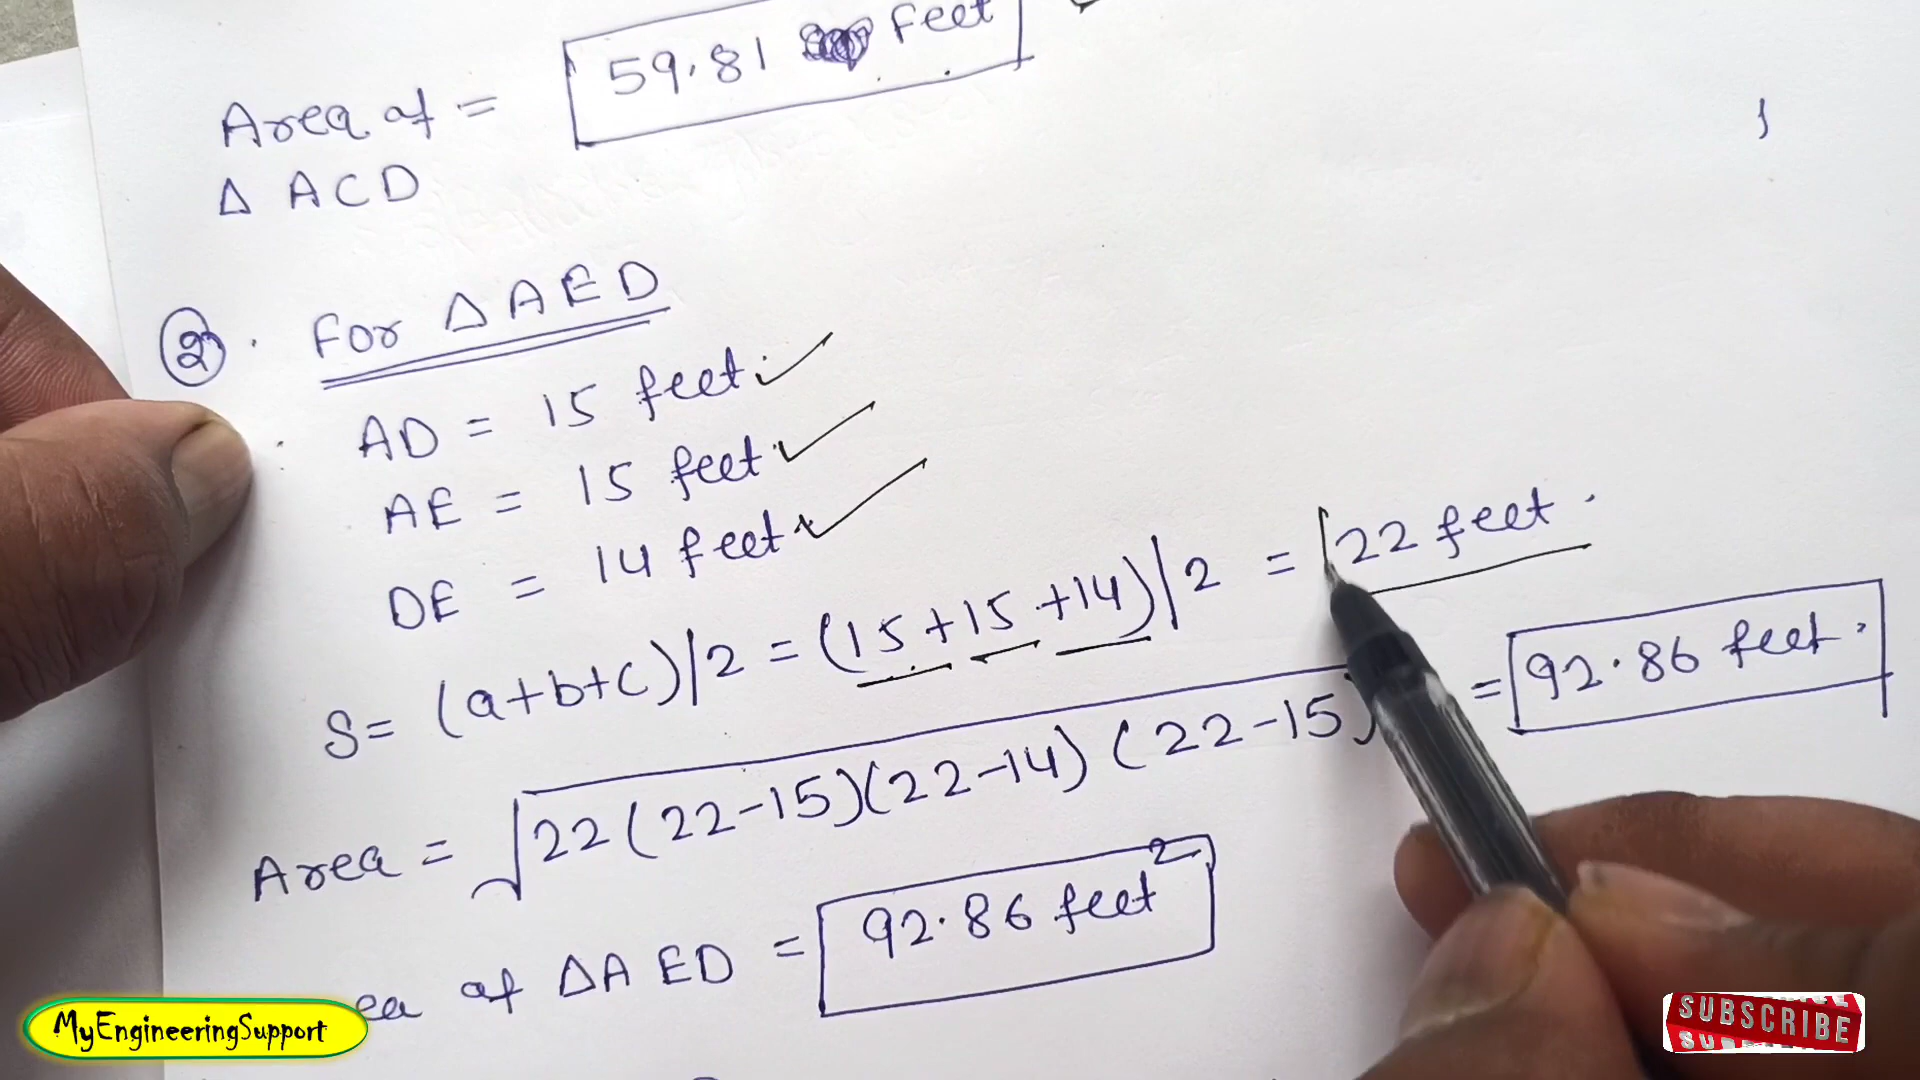 59.81 Feet
Area of =
Δ ACD
② . For Δ AED
AD = 15 feet
AE = 15 feet
DE = 14 feet
S = (a+b+c)/2 = (15+15+14)/2 = 22 feet.
Area = √22(22-15)(22-14)(22-15) = 92.86 feet.
ea of ΔAED = 92.86 feet²
MyEngineeringSupport
SUBSCRIBE